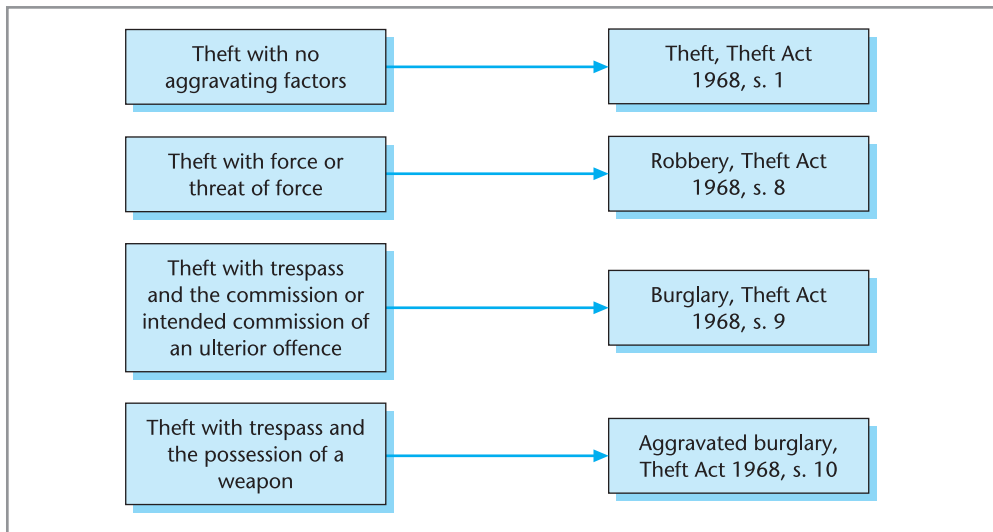 Theft with no
aggravating factors
Theft, Theft Act
1968, s. 1
Theft with force or
threat of force
Robbery, Theft Act
1968, s. 8
Theft with trespass
and the commission or
intended commission of
an ulterior offence
Burglary, Theft Act
1968, s. 9
Theft with trespass and
the possession of a
weapon
Aggravated burglary,
Theft Act 1968, s. 10